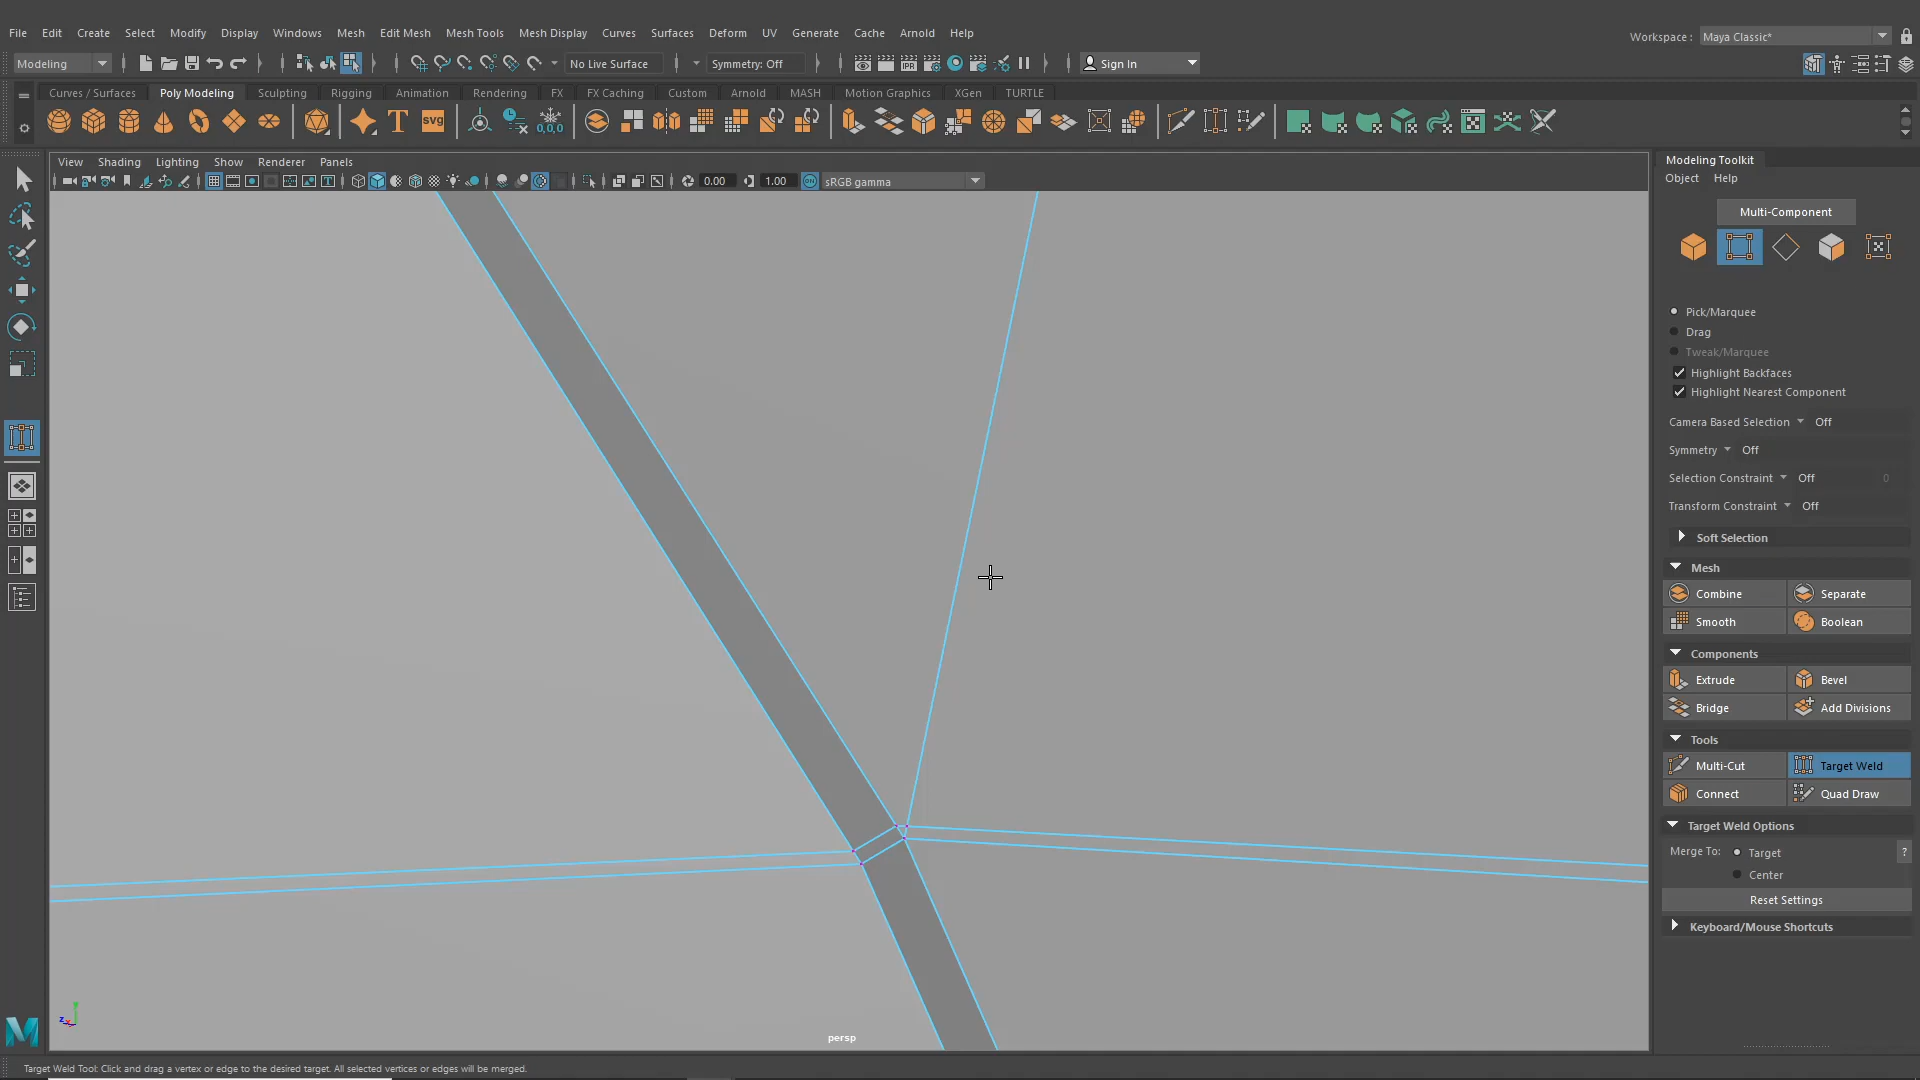 File Edit Create Select Modify Display Windows Mesh Edit Mesh Mesh Tools Mesh Display Curves Surfaces Deform UV Generate Cache Arnold Help
Workspace : Maya Classic*
Modeling No Live Surface Symmetry: Off Sign In
Curves / Surfaces Poly Modeling Sculpting Rigging Animation Rendering FX FX Caching Custom Arnold MASH Motion Graphics XGen TURTLE
T svg 0,0,0
View Shading Lighting Show Renderer Panels
0.00 1.00 ON sRGB gamma
Modeling Toolkit
Object Help
Multi-Component
Pick/Marquee
Drag
Tweak/Marquee
Highlight Backfaces
Highlight Nearest Component
Camera Based Selection Off
Symmetry Off
Selection Constraint Off 0
Transform Constraint Off
Soft Selection
Mesh
Combine Separate
Smooth Boolean
Components
Extrude Bevel
Bridge Add Divisions
Tools
Multi-Cut Target Weld
Connect Quad Draw
Target Weld Options
Merge To: Target ?
Center
Reset Settings
Keyboard/Mouse Shortcuts
y
z x
persp
M
Target Weld Tool: Click and drag a vertex or edge to the desired target. All selected vertices or edges will be merged.